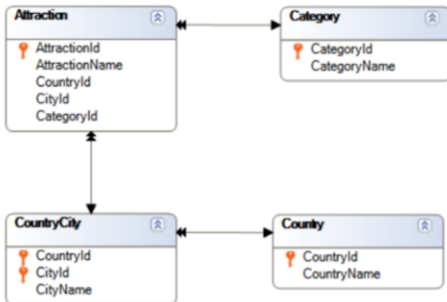 Attraction
AttractionId
AttractionName
CountryId
CityId
CategoryId
Category
CategoryId
CategoryName
CountryCity
CountryId
CityId
CityName
Country
CountryId
CountryName